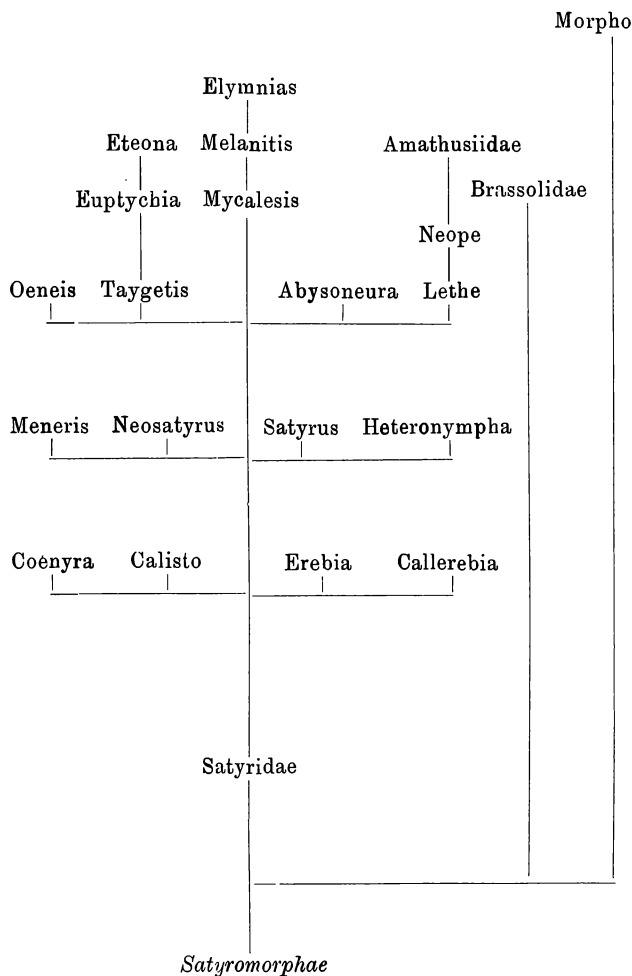 Morpho
Elymnias
Eteona Melanitis Amathusiidae
Brassolidae
Euptychia Mycalesis
Neope
Oeneis Taygetis Abysoneura Lethe
Meneris Neosatyrus Satyrus Heteronympha
Coenyra Calisto Erebia Callerebia
Satyridae
Satyromorphae